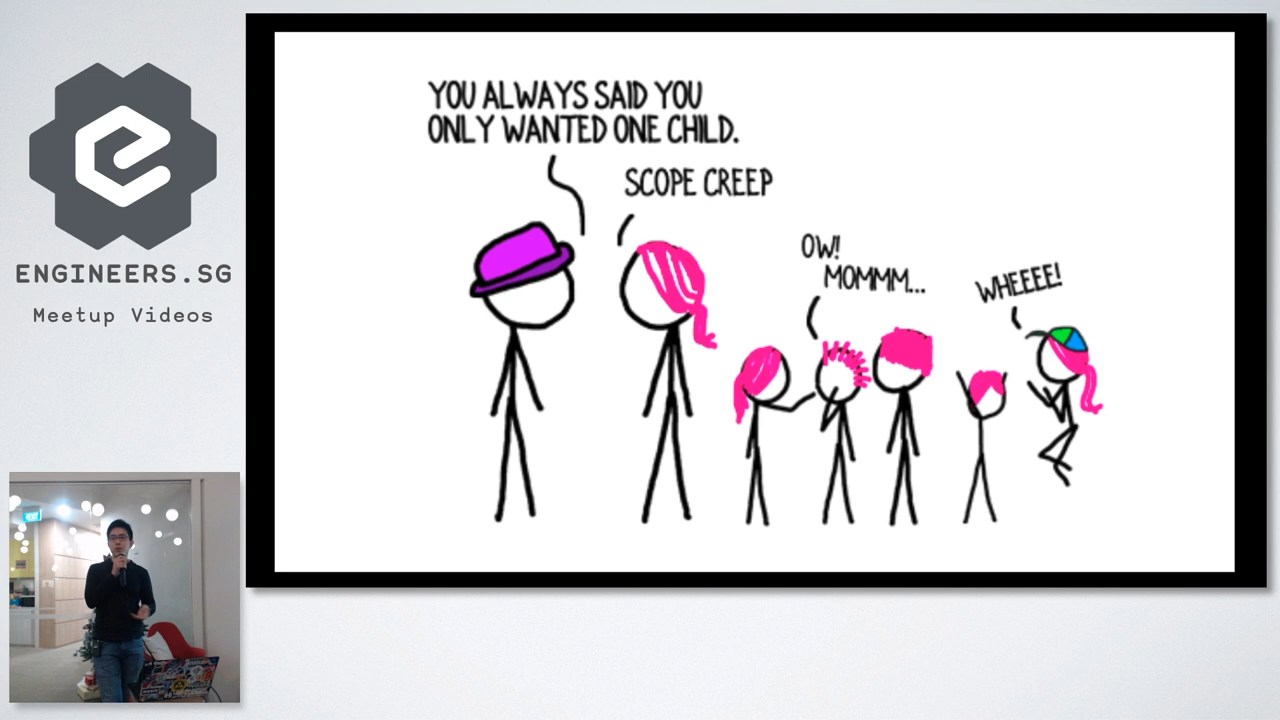 ENGINEERS.SG
Meetup Videos
YOU ALWAYS SAID YOU
ONLY WANTED ONE CHILD.
SCOPE CREEP
OW!
MOMMM...
WHEEEE!